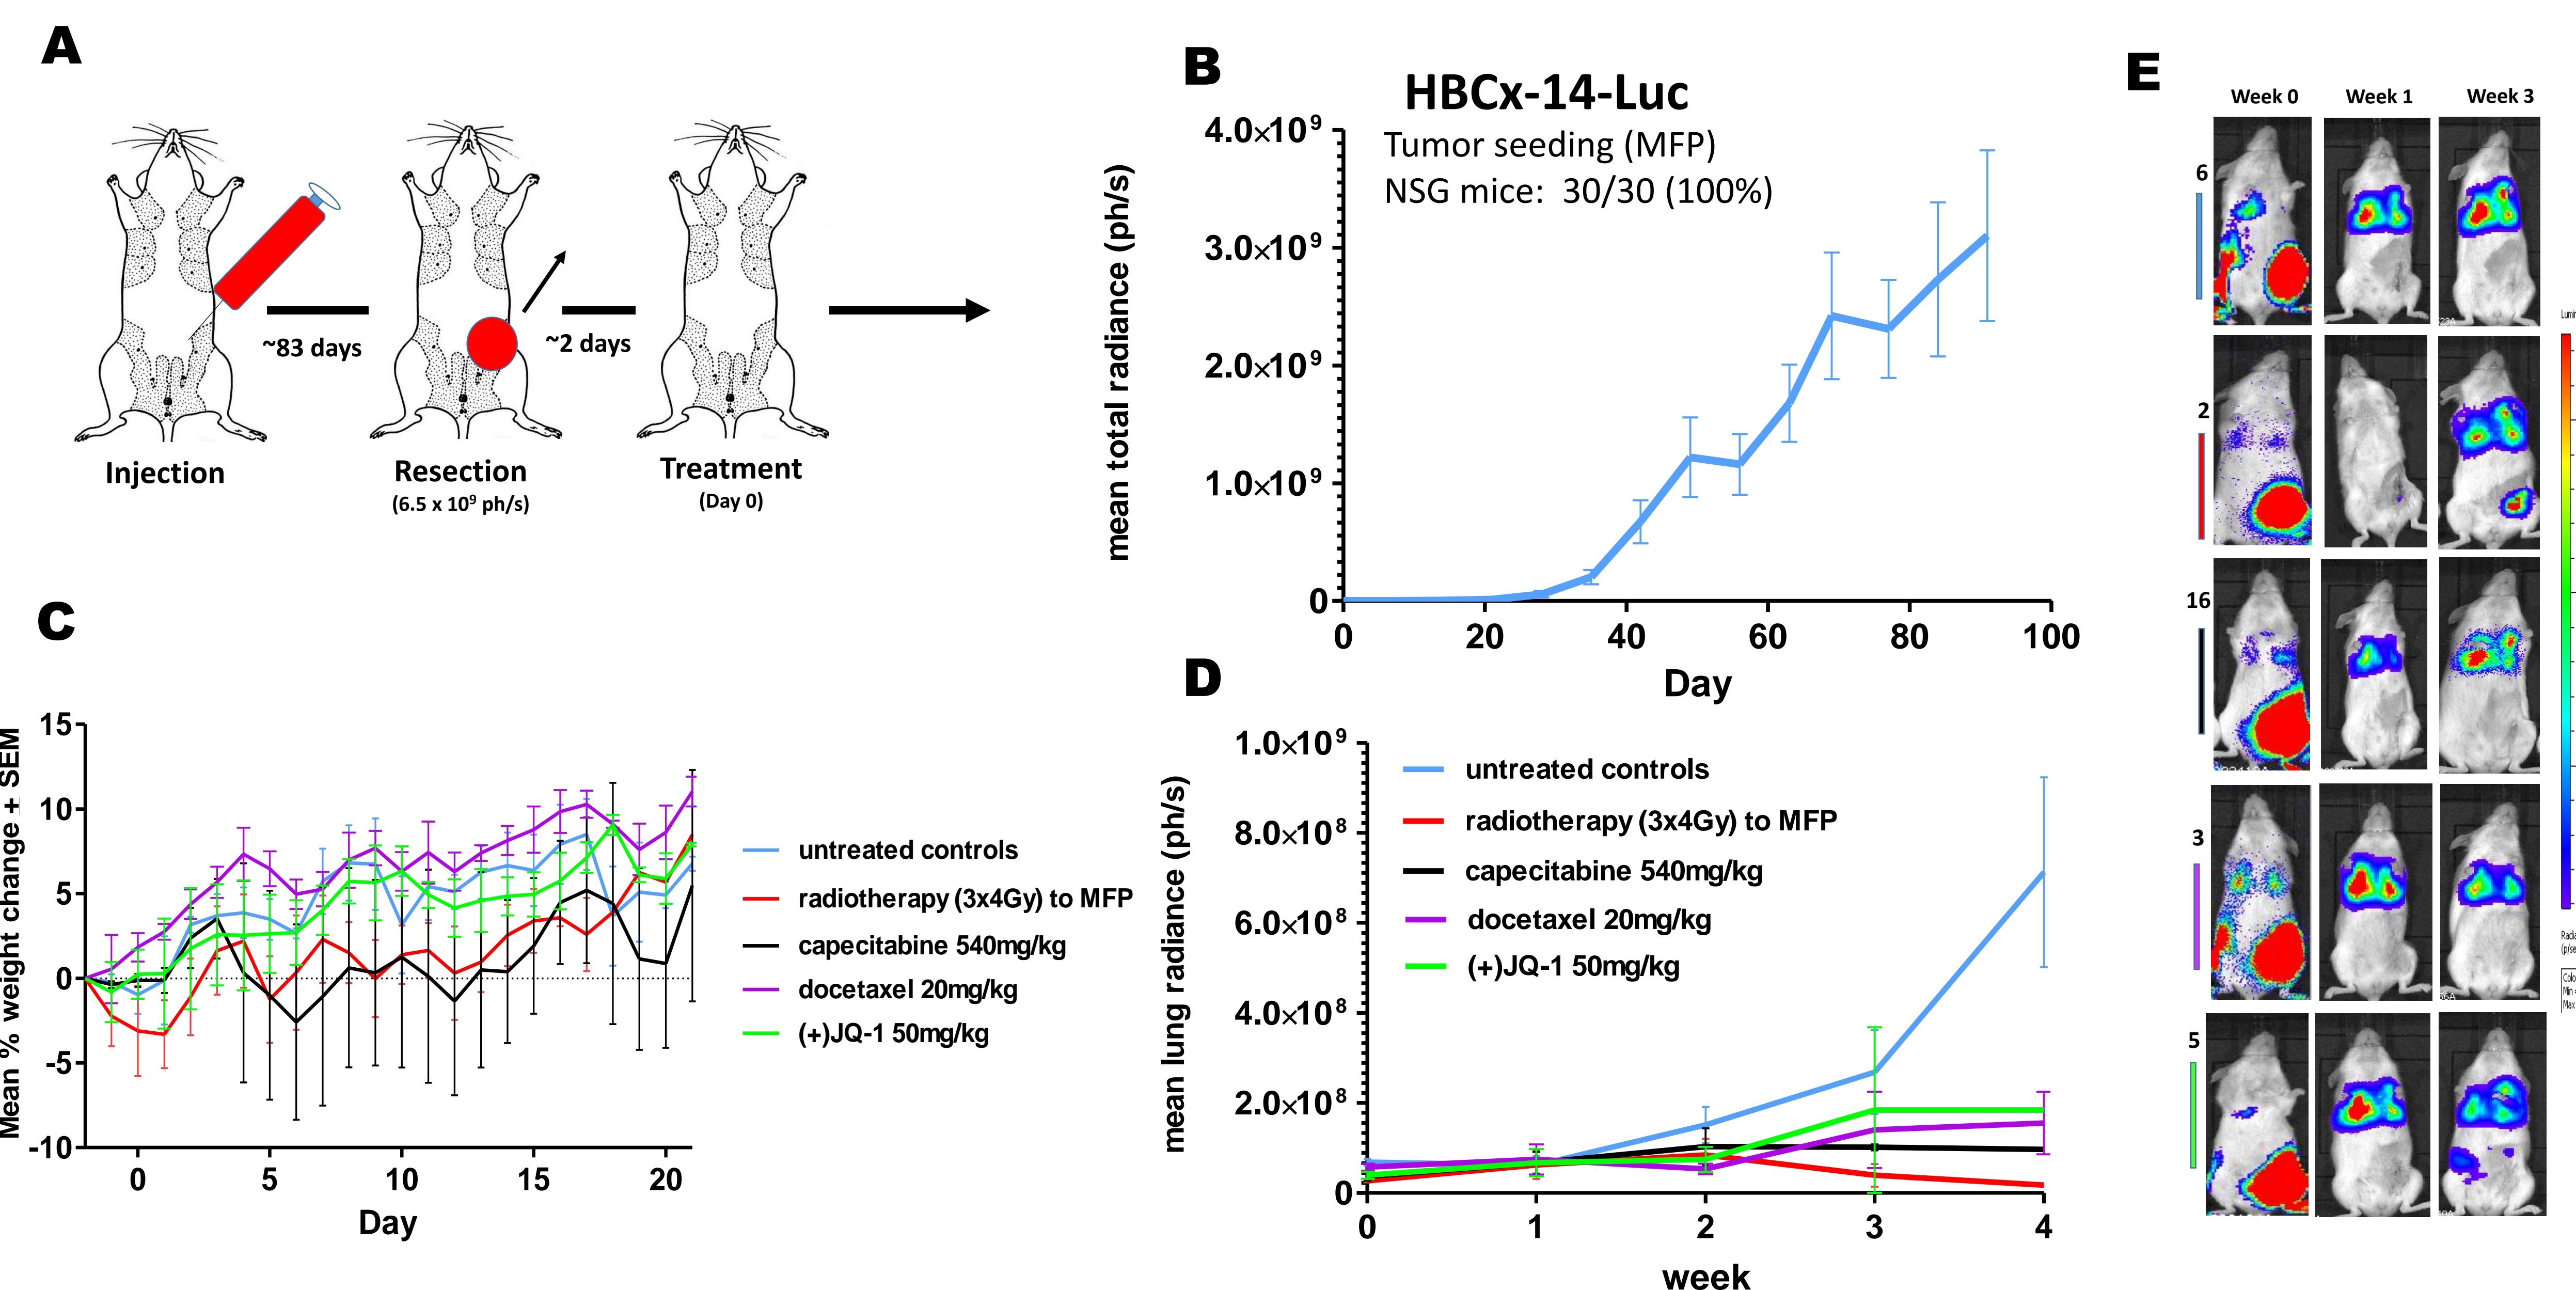 A
~83 days
~2 days
Injection
Resection
(6.5 x 10⁹ ph/s)
Treatment
(Day 0)
B
HBCx-14-Luc
Tumor seeding (MFP)
NSG mice: 30/30 (100%)
mean total radiance (ph/s)
4.0×10⁹
3.0×10⁹
2.0×10⁹
1.0×10⁹
0
0 20 40 60 80 100
Day
C
Mean % weight change ± SEM
15
10
5
0
-5
-10
0 5 10 15 20
Day
untreated controls
radiotherapy (3x4Gy) to MFP
capecitabine 540mg/kg
docetaxel 20mg/kg
(+)JQ-1 50mg/kg
D
mean lung radiance (ph/s)
1.0×10⁹
8.0×10⁸
6.0×10⁸
4.0×10⁸
2.0×10⁸
0
0 1 2 3 4
week
untreated controls
radiotherapy (3x4Gy) to MFP
capecitabine 540mg/kg
docetaxel 20mg/kg
(+)JQ-1 50mg/kg
E
Week 0 Week 1 Week 3
6
2
16
3
5
Lumin
Radia
(p/se
Colo
Min
Max